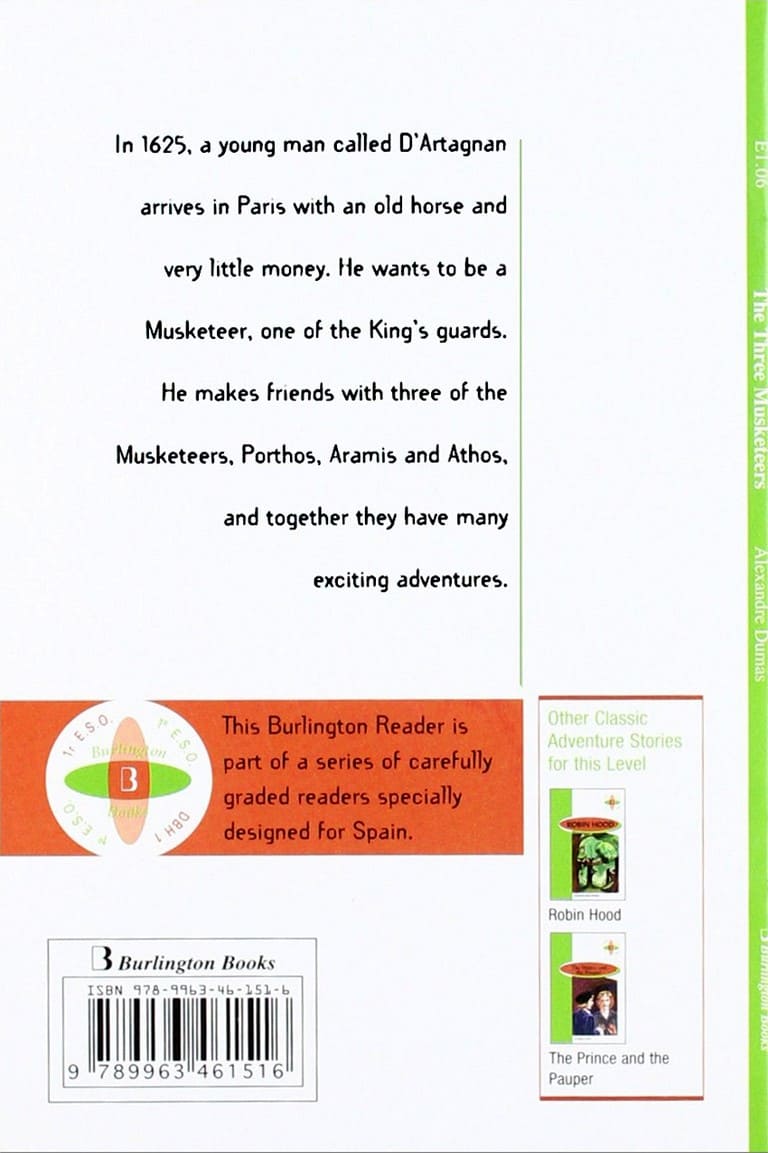 In 1625, a young man called D'Artagnan
arrives in Paris with an old horse and
very little money. He wants to be a
Musketeer, one of the King's guards.
He makes friends with three of the
Musketeers, Porthos, Aramis and Athos,
and together they have many
exciting adventures.
This Burlington Reader is
part of a series of carefully
graded readers specially
designed for Spain.
1r E.S.O.
1º E.S.O.
1º E.S.O.
DBH 1
Burlington
B
Books
Other Classic
Adventure Stories
for this Level
ROBIN HOOD
Robin Hood
The Prince and the
Pauper
B Burlington Books
ISBN 978-9963-46-151-6
9 789963 461516
E1.06
The Three Musketeers
Alexandre Dumas
B Burlington Books